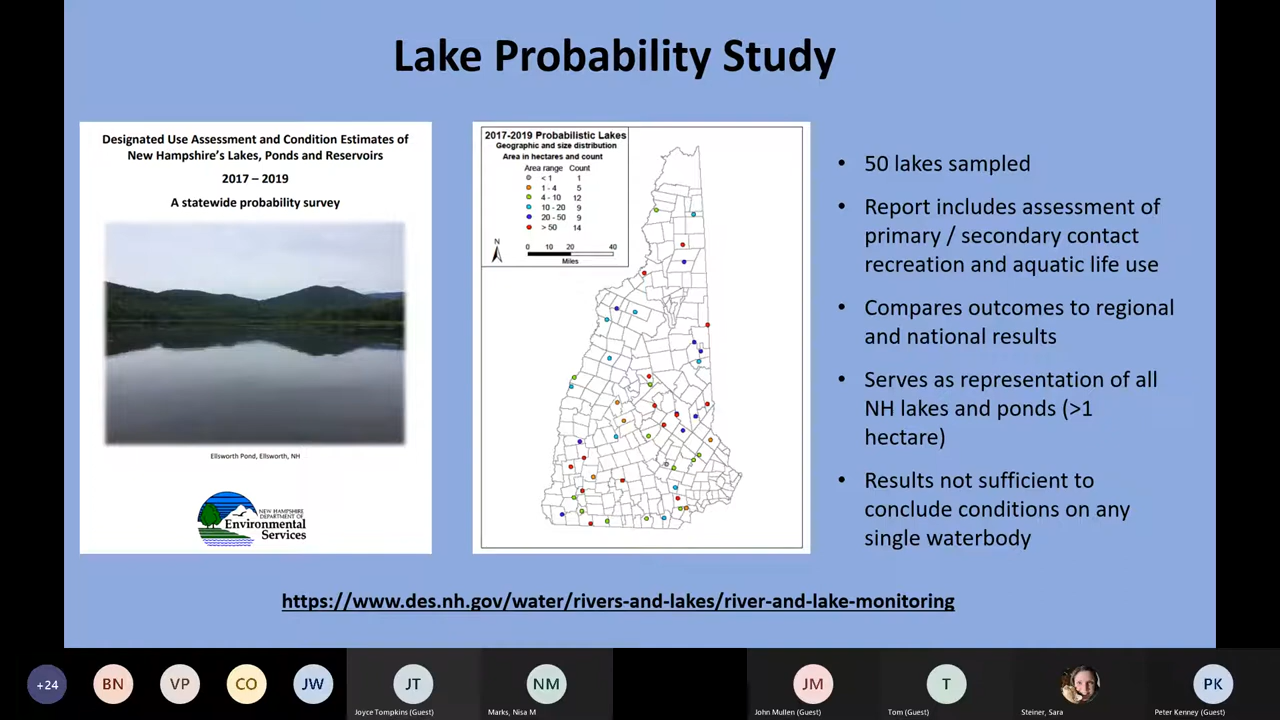 Lake Probability Study
Designated Use Assessment and Condition Estimates of
New Hampshire's Lakes, Ponds and Reservoirs
2017 – 2019
A statewide probability survey
Ellsworth Pond, Ellsworth, NH
NEW HAMPSHIRE
DEPARTMENT OF
Environmental
Services
2017-2019 Probabilistic Lakes
Geographic and size distribution
Area in hectares and count
Area range Count
< 1 1
1 - 4 5
4 - 10 12
10 - 20 9
20 - 50 9
> 50 14
N
0 10 20 40
Miles
• 50 lakes sampled
• Report includes assessment of
primary / secondary contact
recreation and aquatic life use
• Compares outcomes to regional
and national results
• Serves as representation of all
NH lakes and ponds (>1
hectare)
• Results not sufficient to
conclude conditions on any
single waterbody
https://www.des.nh.gov/water/rivers-and-lakes/river-and-lake-monitoring
+24
BN
VP
CO
JW
JT
Joyce Tompkins (Guest)
NM
Marks, Nisa M
JM
John Mullen (Guest)
T
Tom (Guest)
Steiner, Sara
PK
Peter Kenney (Guest)